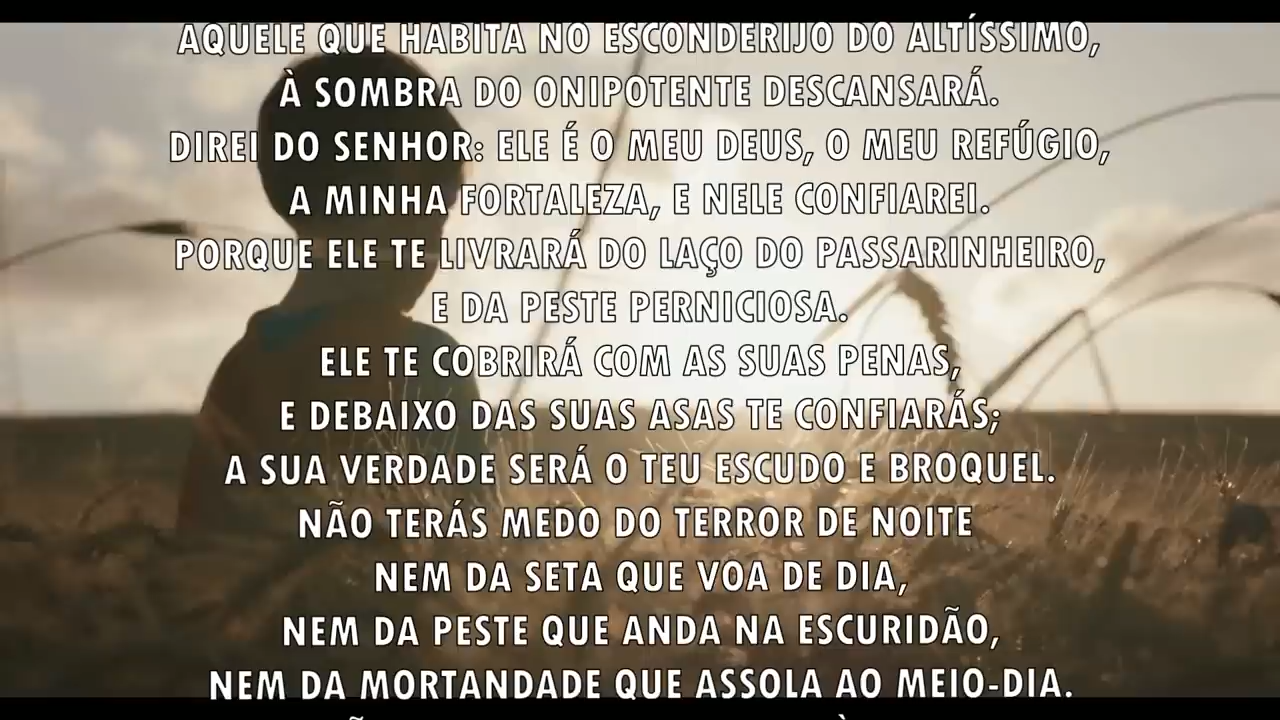 AQUELE QUE HABITA NO ESCONDERIJO DO ALTÍSSIMO,
À SOMBRA DO ONIPOTENTE DESCANSARÁ.
DIREI DO SENHOR: ELE É O MEU DEUS, O MEU REFÚGIO,
A MINHA FORTALEZA, E NELE CONFIAREI.
PORQUE ELE TE LIVRARÁ DO LAÇO DO PASSARINHEIRO,
E DA PESTE PERNICIOSA.
ELE TE COBRIRÁ COM AS SUAS PENAS,
E DEBAIXO DAS SUAS ASAS TE CONFIARÁS;
A SUA VERDADE SERÁ O TEU ESCUDO E BROQUEL.
NÃO TERÁS MEDO DO TERROR DE NOITE
NEM DA SETA QUE VOA DE DIA,
NEM DA PESTE QUE ANDA NA ESCURIDÃO,
NEM DA MORTANDADE QUE ASSOLA AO MEIO-DIA.